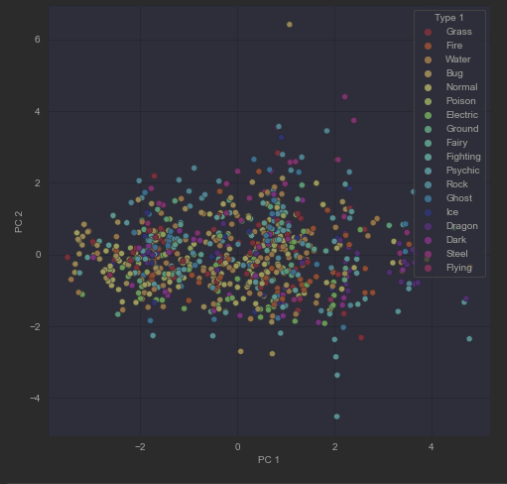 Type 1
Grass
Fire
Water
Bug
Normal
Poison
Electric
Ground
Fairy
Fighting
Psychic
Rock
Ghost
Ice
Dragon
Dark
Steel
Flying
6
4
2
0
−2
−4
PC 2
−2 0 2 4
PC 1